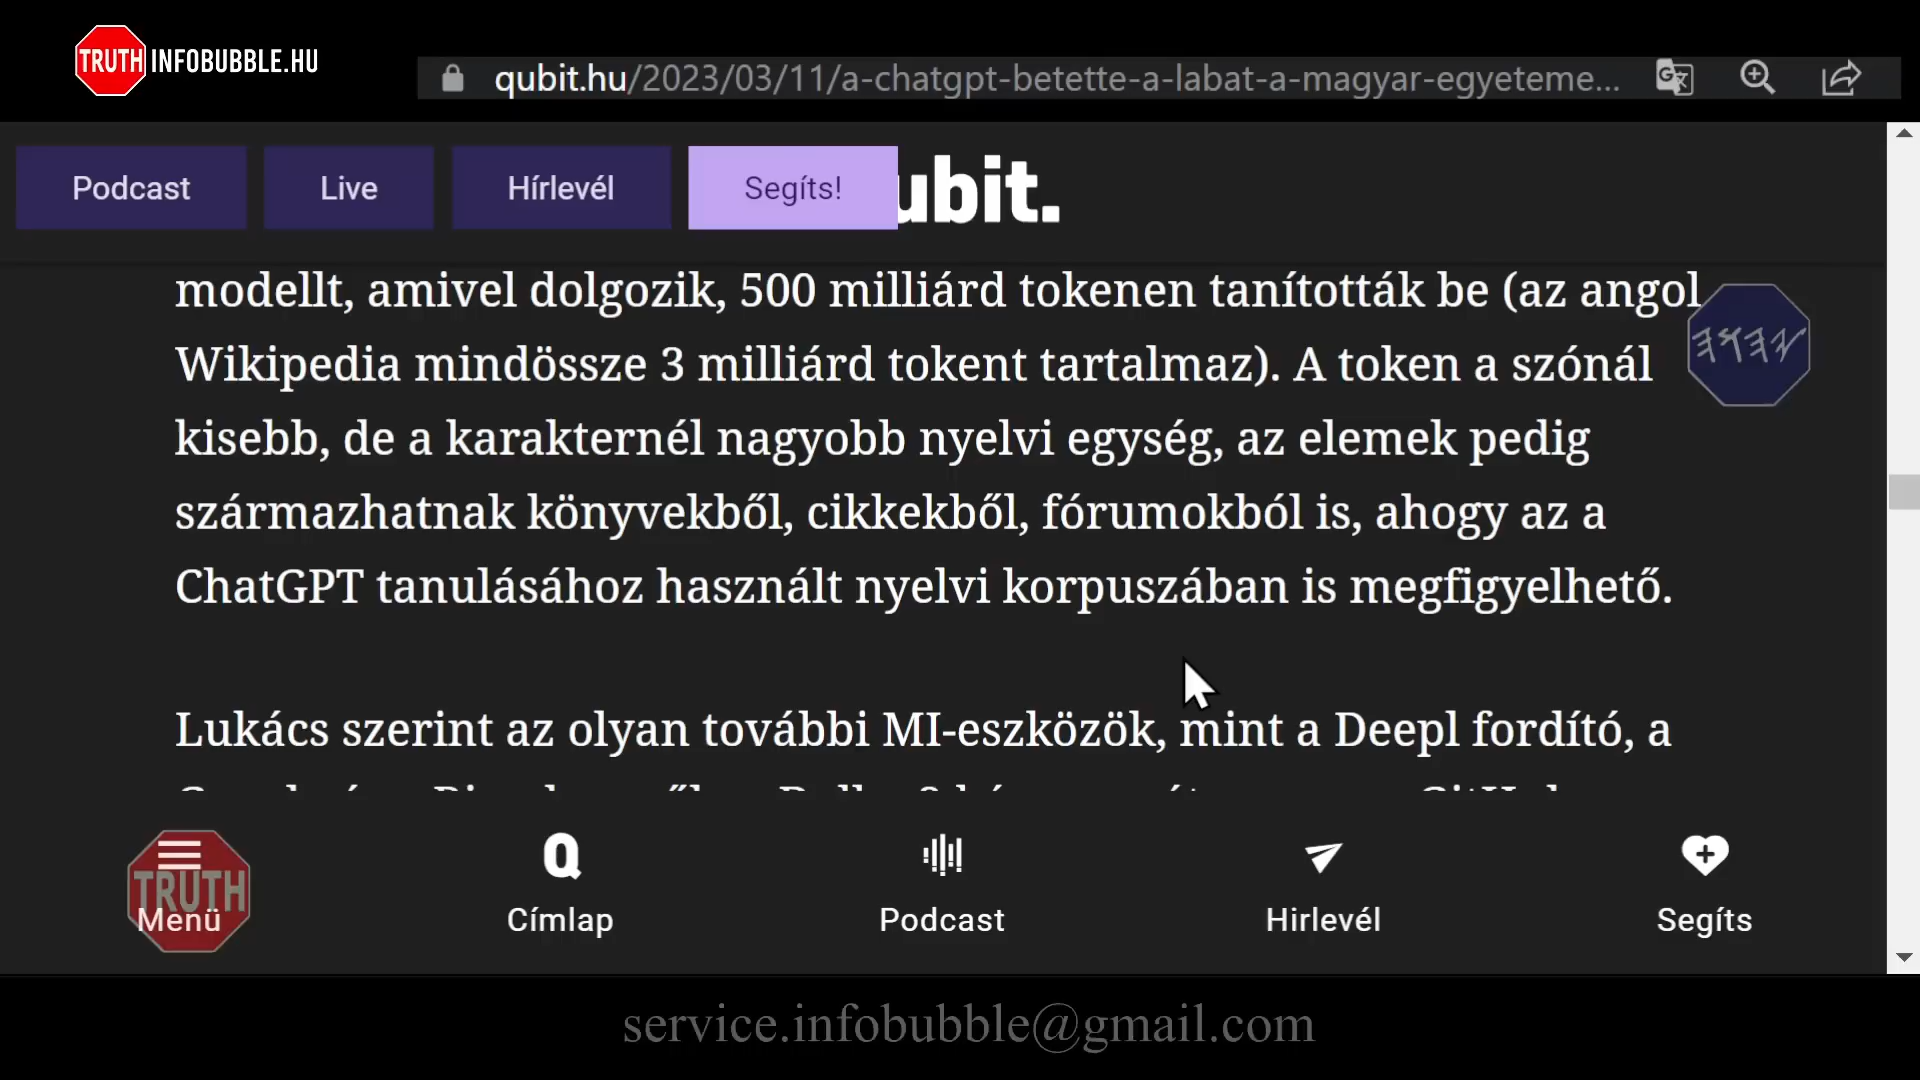 TRUTH INFOBUBBLE.HU
qubit.hu/2023/03/11/a-chatgpt-betette-a-labat-a-magyar-egyeteme...
Podcast Live Hírlevél Segíts! ubit.
modellt, amivel dolgozik, 500 milliárd tokenen tanították be (az angol
Wikipedia mindössze 3 milliárd tokent tartalmaz). A token a szónál
kisebb, de a karakternél nagyobb nyelvi egység, az elemek pedig
származhatnak könyvekből, cikkekből, fórumokból is, ahogy az a
ChatGPT tanulásához használt nyelvi korpuszában is megfigyelhető.
Lukács szerint az olyan további MI-eszközök, mint a Deepl fordító, a
TRUTH
Menü Címlap Podcast Hirlevél Segíts
service.infobubble@gmail.com